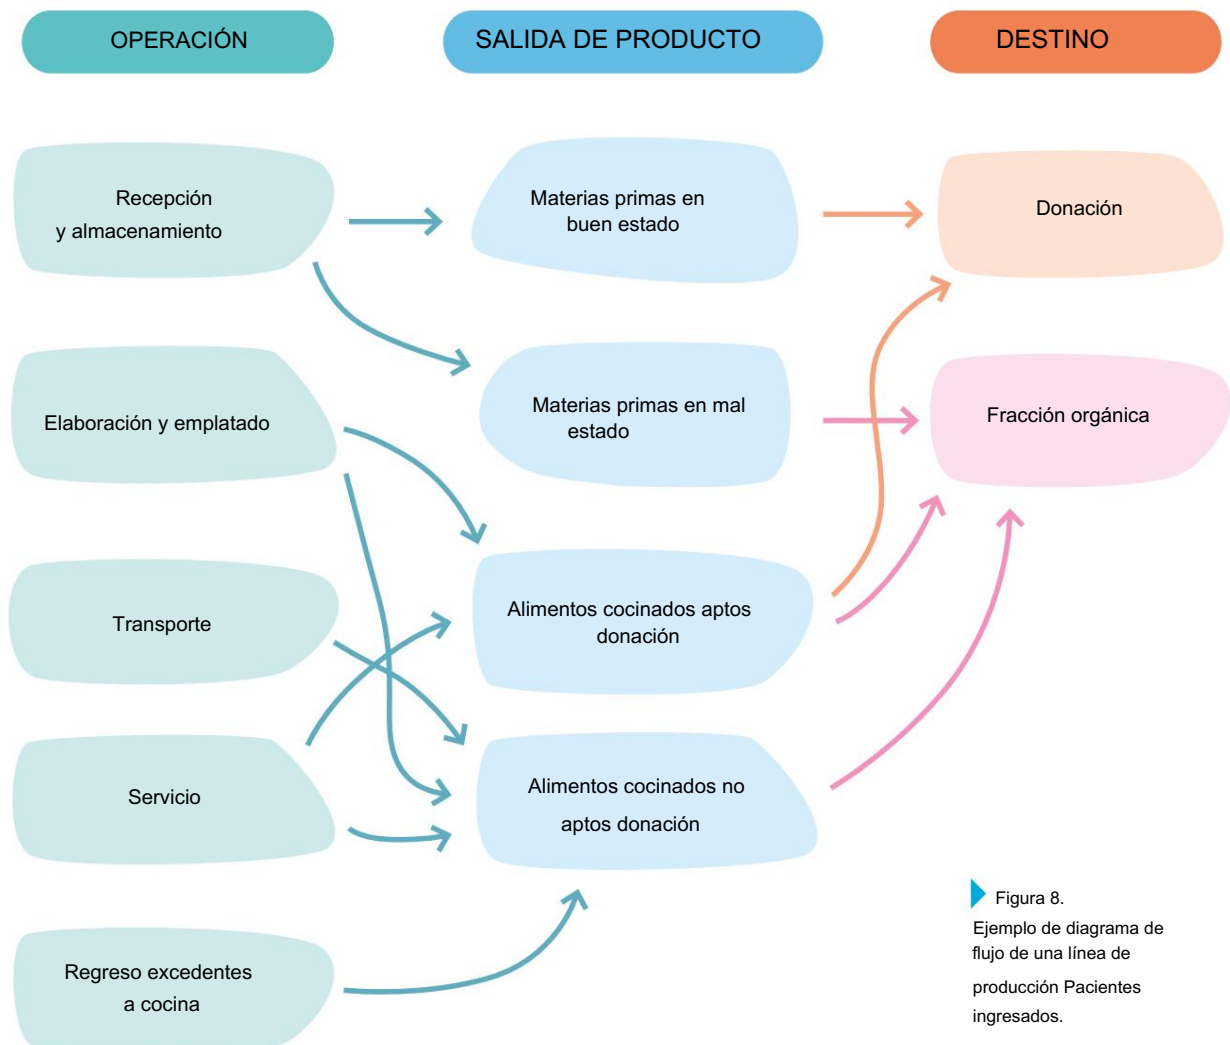 OPERACIÓN
SALIDA DE PRODUCTO
DESTINO
Recepción
y almacenamiento
Materias primas en
buen estado
Donación
Elaboración y emplatado
Materias primas en mal
estado
Fracción orgánica
Transporte
Alimentos cocinados aptos
donación
Servicio
Alimentos cocinados no
aptos donación
Regreso excedentes
a cocina
Figura 8.
Ejemplo de diagrama de
flujo de una línea de
producción Pacientes
ingresados.